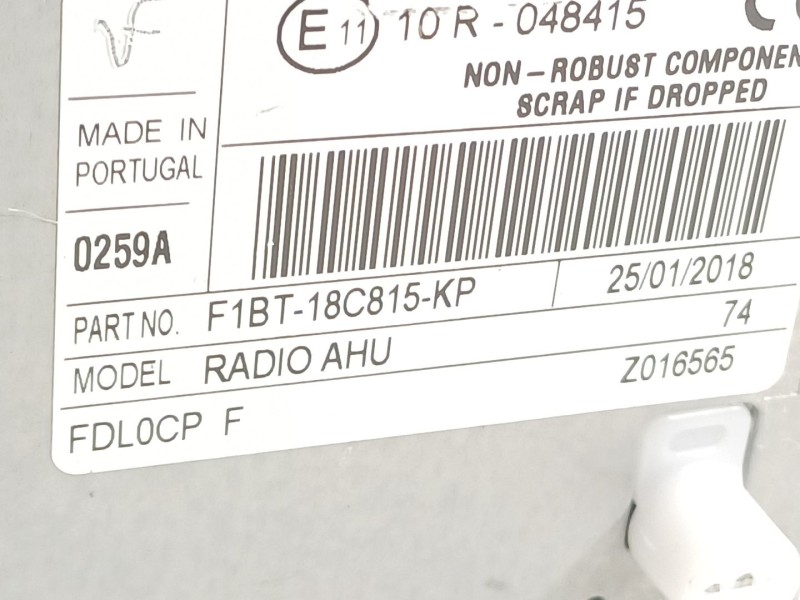 E 11 10 R - 048415
NON-ROBUST COMPONEN
SCRAP IF DROPPED
MADE IN
PORTUGAL
0259A
PART NO. F1BT-18C815-KP 25/01/2018
MODEL RADIO AHU 74
FDL0CP F Z016565